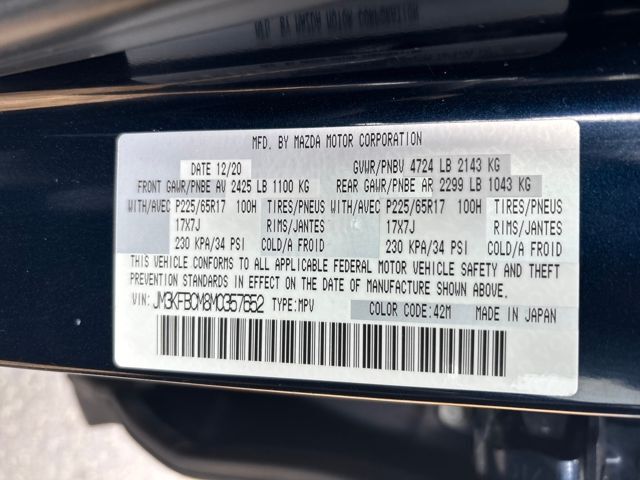 MFD. BY MAZDA MOTOR CORPORATION
DATE 12/20 GVWR/PNBV 4724 LB 2143 KG
FRONT GAWR/PNBE AV 2425 LB 1100 KG REAR GAWR/PNBE AR 2299 LB 1043 KG
WITH/AVEC P225/65R17 100H TIRES/PNEUS WITH/AVEC P225/65R17 100H TIRES/PNEUS
17X7J RIMS/JANTES 17X7J RIMS/JANTES
230 KPA/34 PSI COLD/A FROID 230 KPA/34 PSI COLD/A FROID
THIS VEHICLE CONFORMS TO ALL APPLICABLE FEDERAL MOTOR VEHICLE SAFETY AND THEFT
PREVENTION STANDARDS IN EFFECT ON THE DATE OF MANUFACTURE SHOWN ABOVE.
VIN: JM3KFBCM8M0357652 TYPE:MPV COLOR CODE:42M MADE IN JAPAN